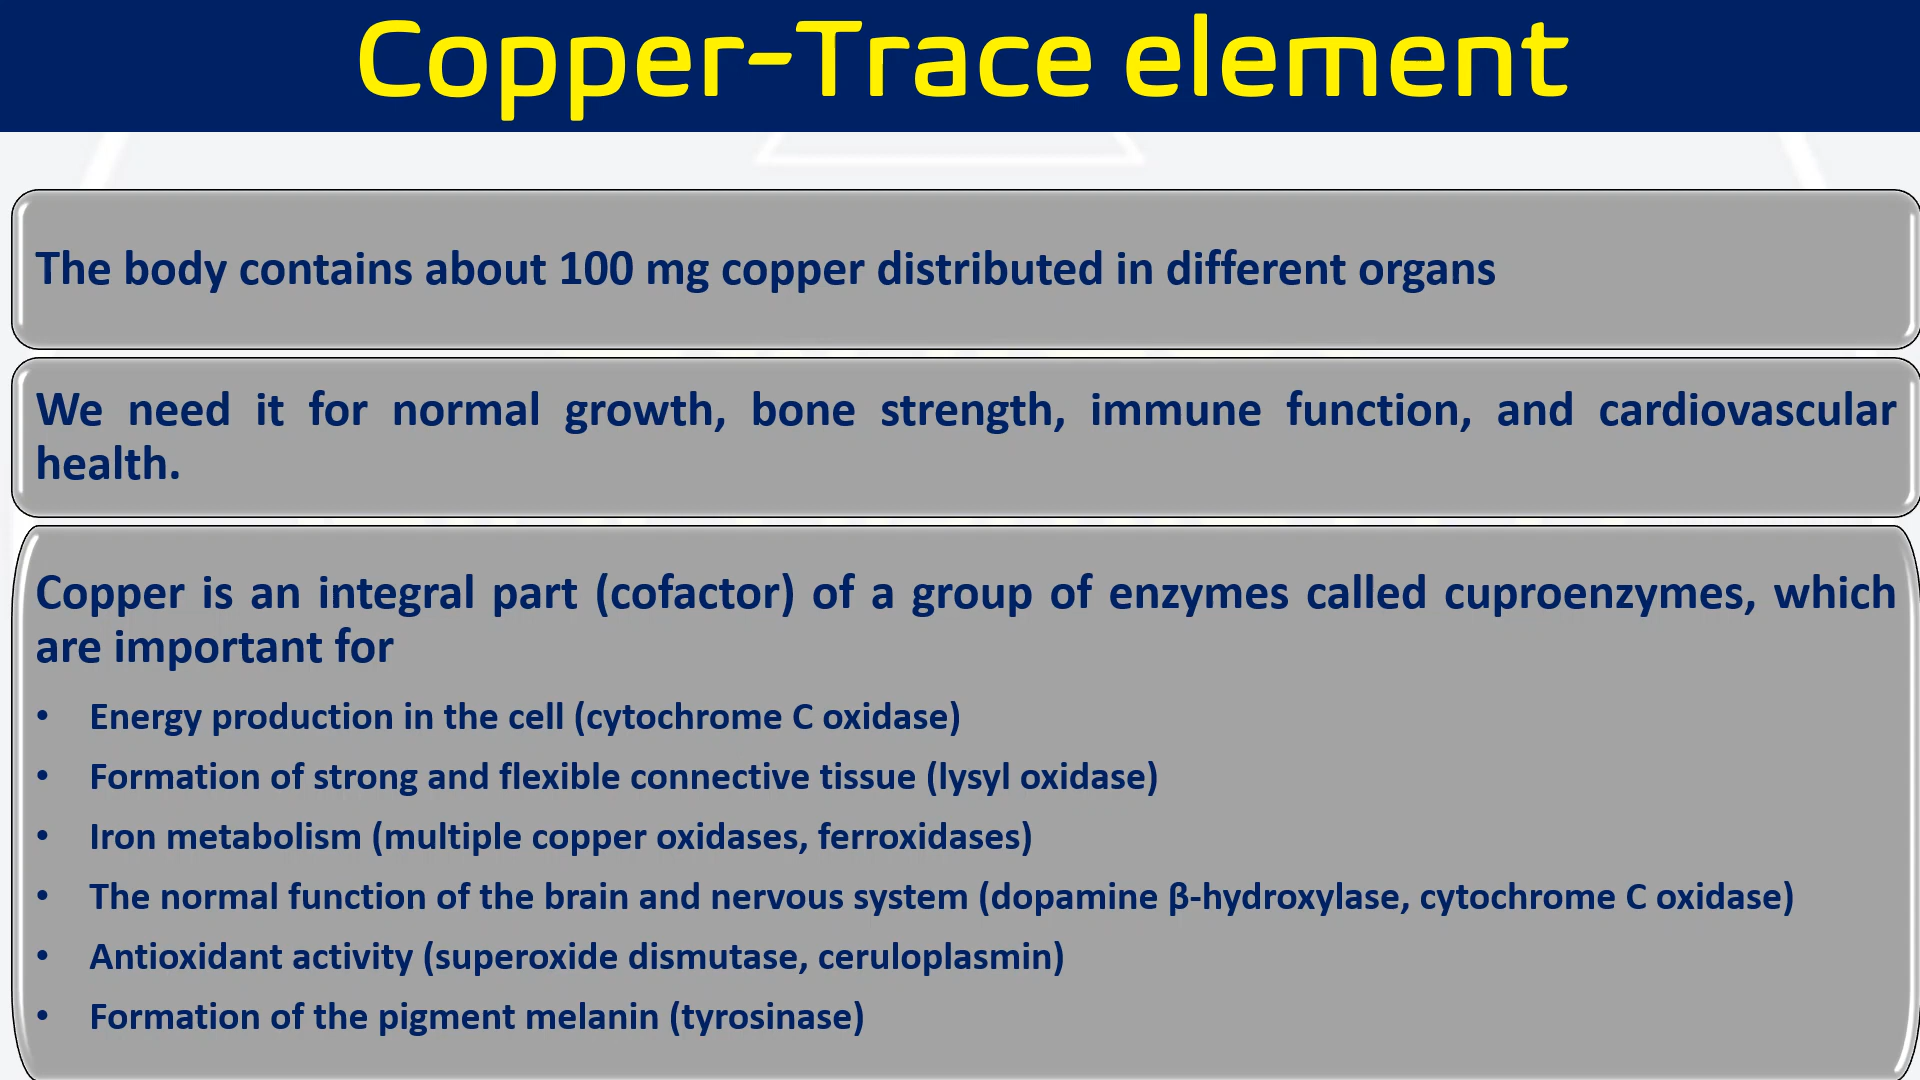 Copper-Trace element
The body contains about 100 mg copper distributed in different organs
We need it for normal growth, bone strength, immune function, and cardiovascular
health.
Copper is an integral part (cofactor) of a group of enzymes called cuproenzymes, which
are important for
• Energy production in the cell (cytochrome C oxidase)
• Formation of strong and flexible connective tissue (lysyl oxidase)
• Iron metabolism (multiple copper oxidases, ferroxidases)
• The normal function of the brain and nervous system (dopamine β-hydroxylase, cytochrome C oxidase)
• Antioxidant activity (superoxide dismutase, ceruloplasmin)
• Formation of the pigment melanin (tyrosinase)